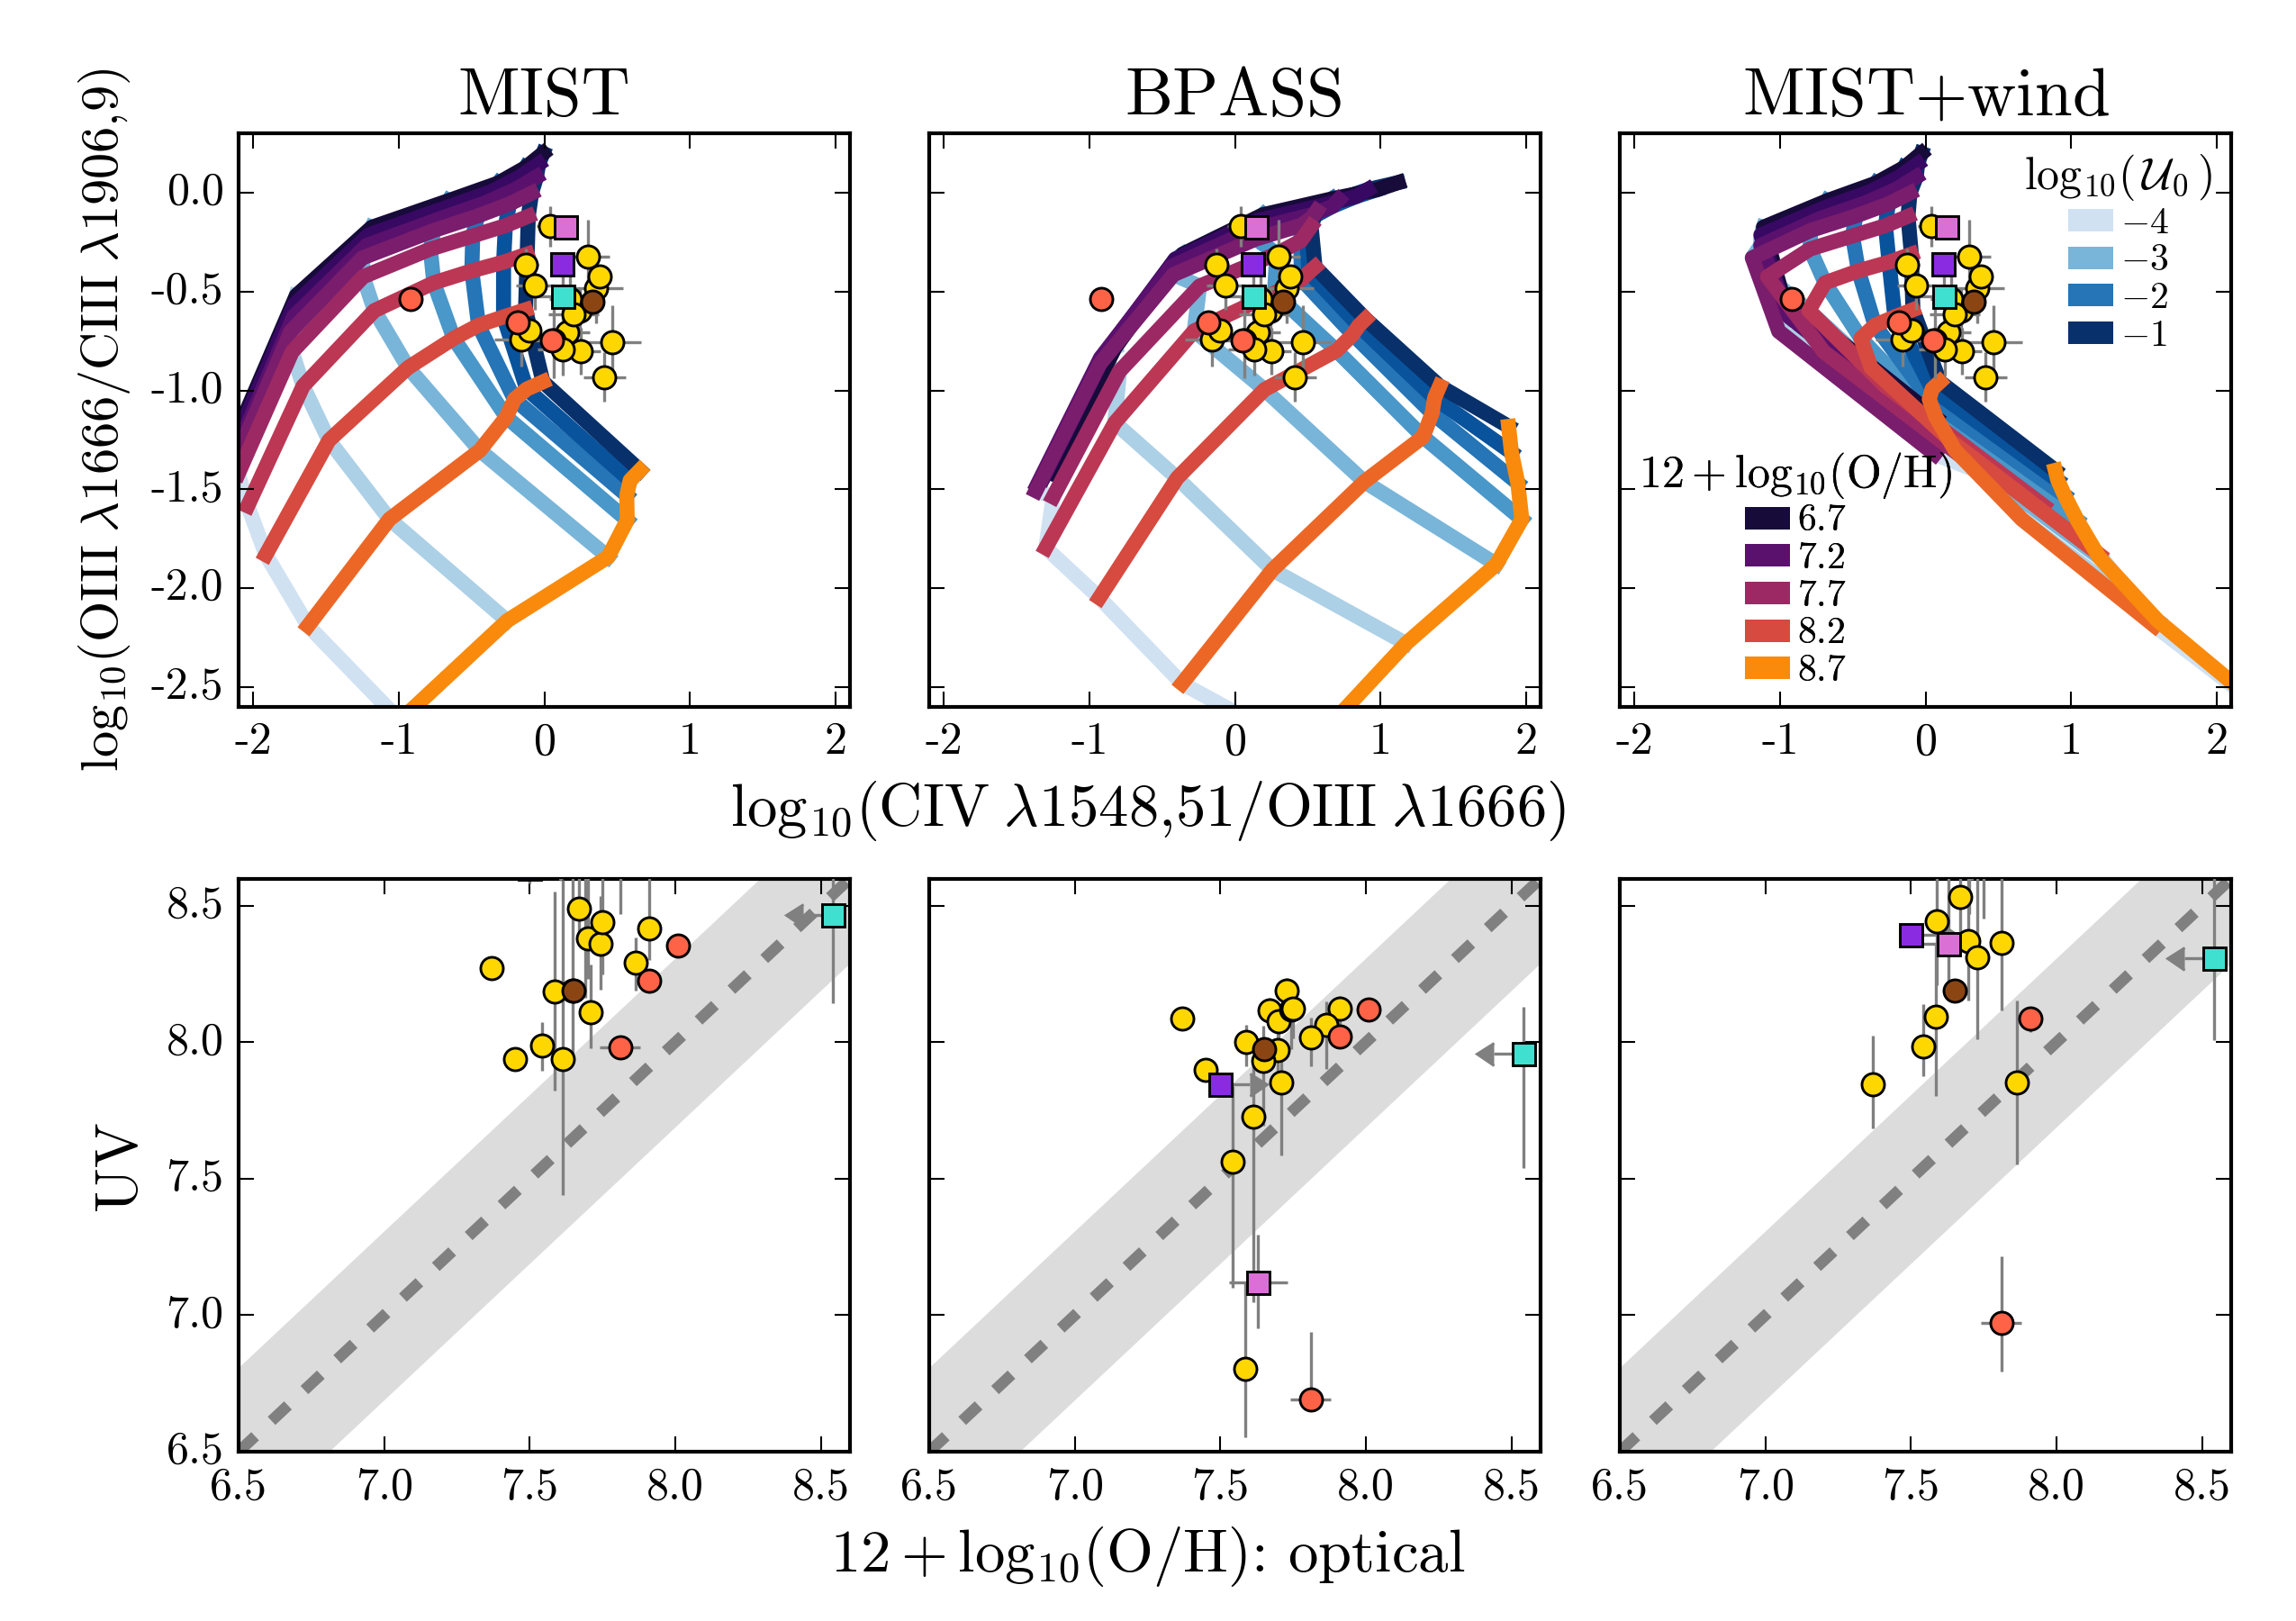 MIST BPASS MIST+wind
log10(OIII λ1666/CIII λ1906,9)
0.0
-0.5
-1.0
-1.5
-2.0
-2.5
log10(𝒰0)
−4
−3
−2
−1
12 + log10(O/H)
6.7
7.2
7.7
8.2
8.7
-2 -1 0 1 2 -2 -1 0 1 2 -2 -1 0 1 2
log10(CIV λ1548,51/OIII λ1666)
UV
8.5
8.0
7.5
7.0
6.5
6.5 7.0 7.5 8.0 8.5 6.5 7.0 7.5 8.0 8.5 6.5 7.0 7.5 8.0 8.5
12 + log10(O/H): optical